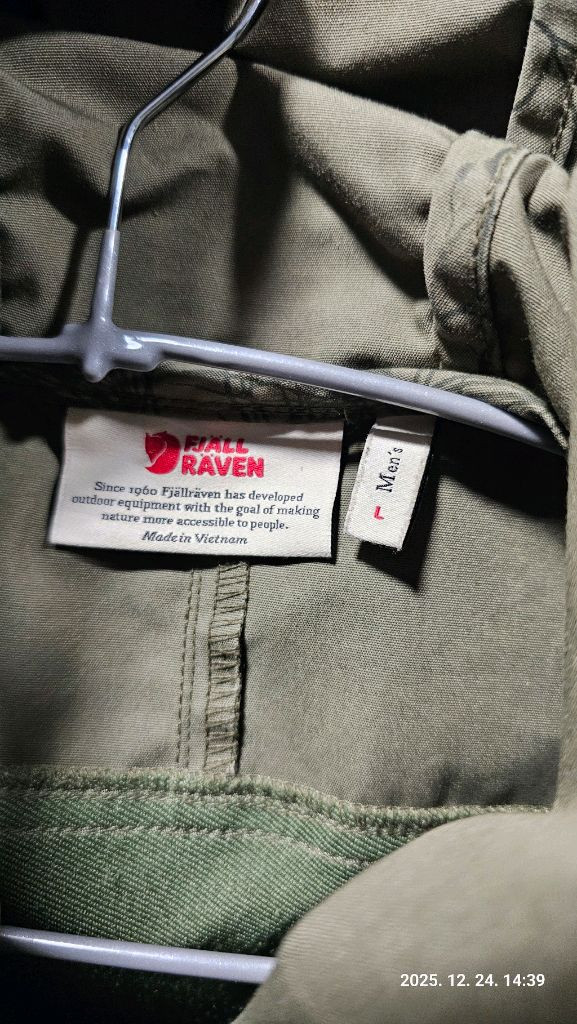 FJÄLL
RÄVEN
Since 1960 Fjällräven has developed
outdoor equipment with the goal of making
nature more accessible to people.
Made in Vietnam
Men's
L
2025. 12. 24. 14:39